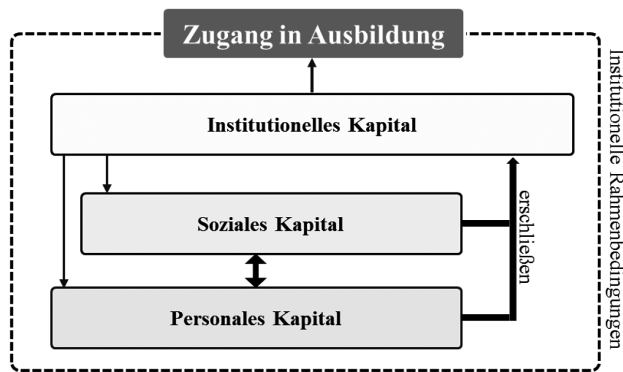 Zugang in Ausbildung
Institutionelles Kapital
Soziales Kapital
Personales Kapital
erschließen
Institutionelle Rahmenbedingungen